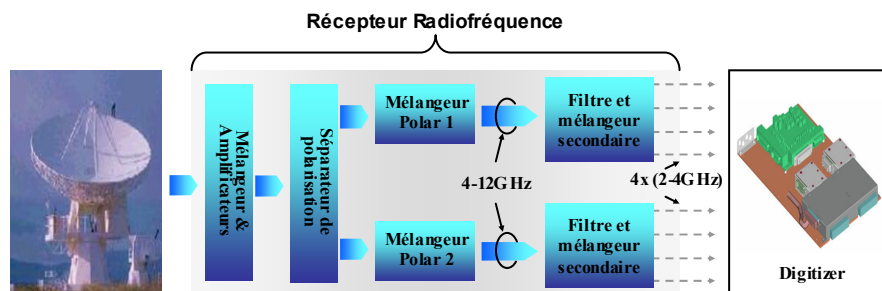 Récepteur Radiofréquence
Mélangeur &
Amplificateurs
Séparateur de
polarisation
Mélangeur
Polar 1
4-12GHz
Filtre et
mélangeur
secondaire
4x (2-4GHz)
Mélangeur
Polar 2
Filtre et
mélangeur
secondaire
Digitizer